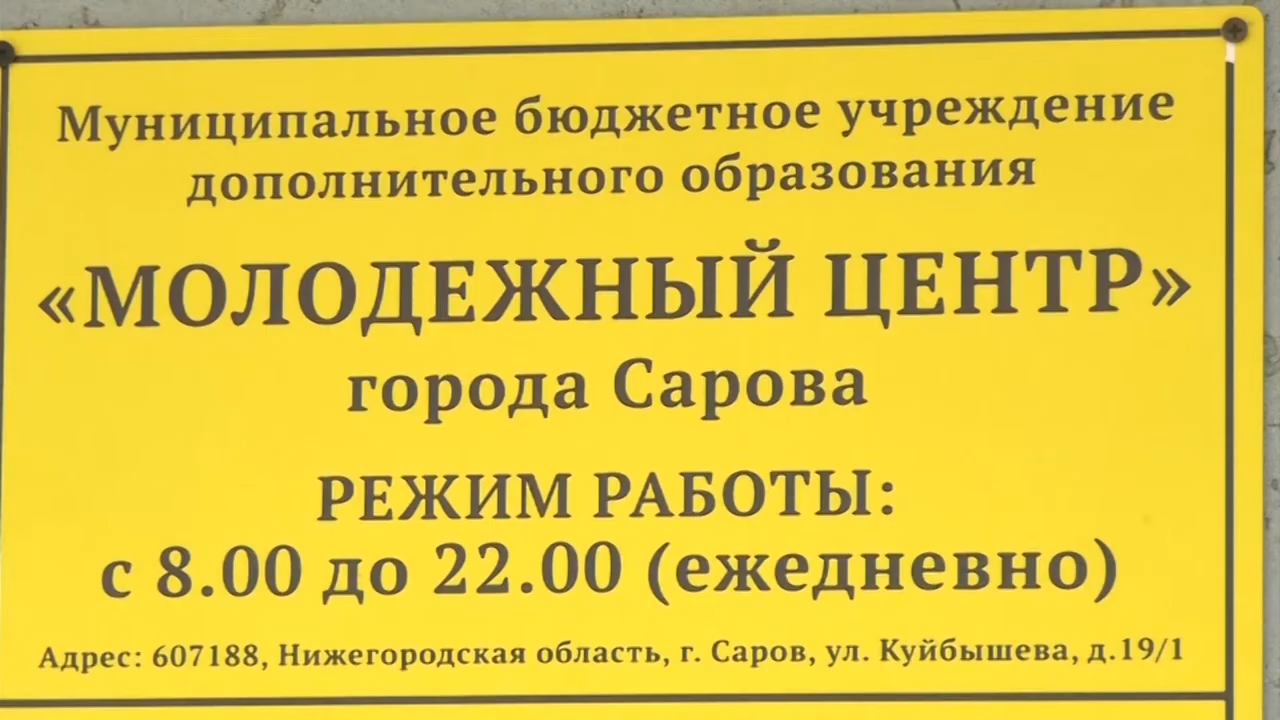 Муниципальное бюджетное учреждение
дополнительного образования
«МОЛОДЕЖНЫЙ ЦЕНТР»
города Сарова
РЕЖИМ РАБОТЫ:
с 8.00 до 22.00 (ежедневно)
Адрес: 607188, Нижегородская область, г. Саров, ул. Куйбышева, д.19/1